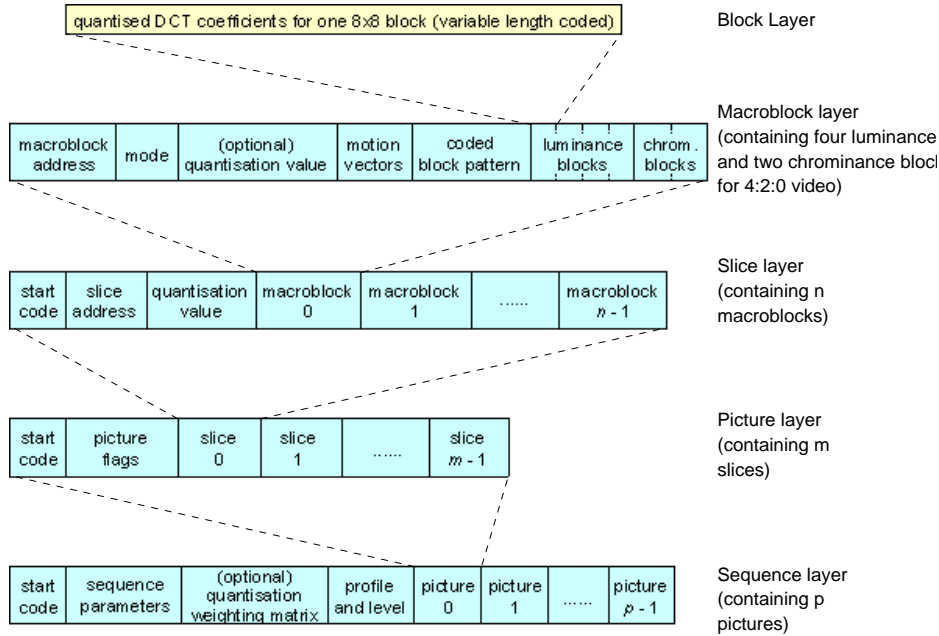 quantised DCT coefficients for one 8x8 block (variable length coded)
Block Layer
macroblock address
mode
(optional) quantisation value
motion vectors
coded block pattern
luminance blocks
chrom. blocks
Macroblock layer
(containing four luminance
and two chrominance block
for 4:2:0 video)
start code
slice address
quantisation value
macroblock 0
macroblock 1
......
macroblock n - 1
Slice layer
(containing n
macroblocks)
start code
picture flags
slice 0
slice 1
......
slice m - 1
Picture layer
(containing m
slices)
start code
sequence parameters
(optional) quantisation weighting matrix
profile and level
picture 0
picture 1
......
picture p - 1
Sequence layer
(containing p
pictures)